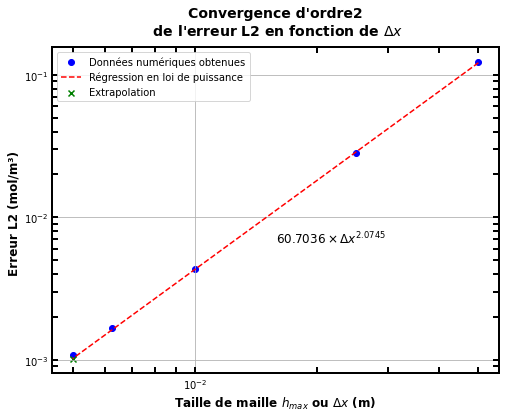 Convergence d'ordre2
de l'erreur L2 en fonction de Δx
Données numériques obtenues
Régression en loi de puissance
Extrapolation
10⁻¹
10⁻²
10⁻³
Erreur L2 (mol/m³)
60.7036 × Δx^2.0745
10⁻²
Taille de maille h_max ou Δx (m)